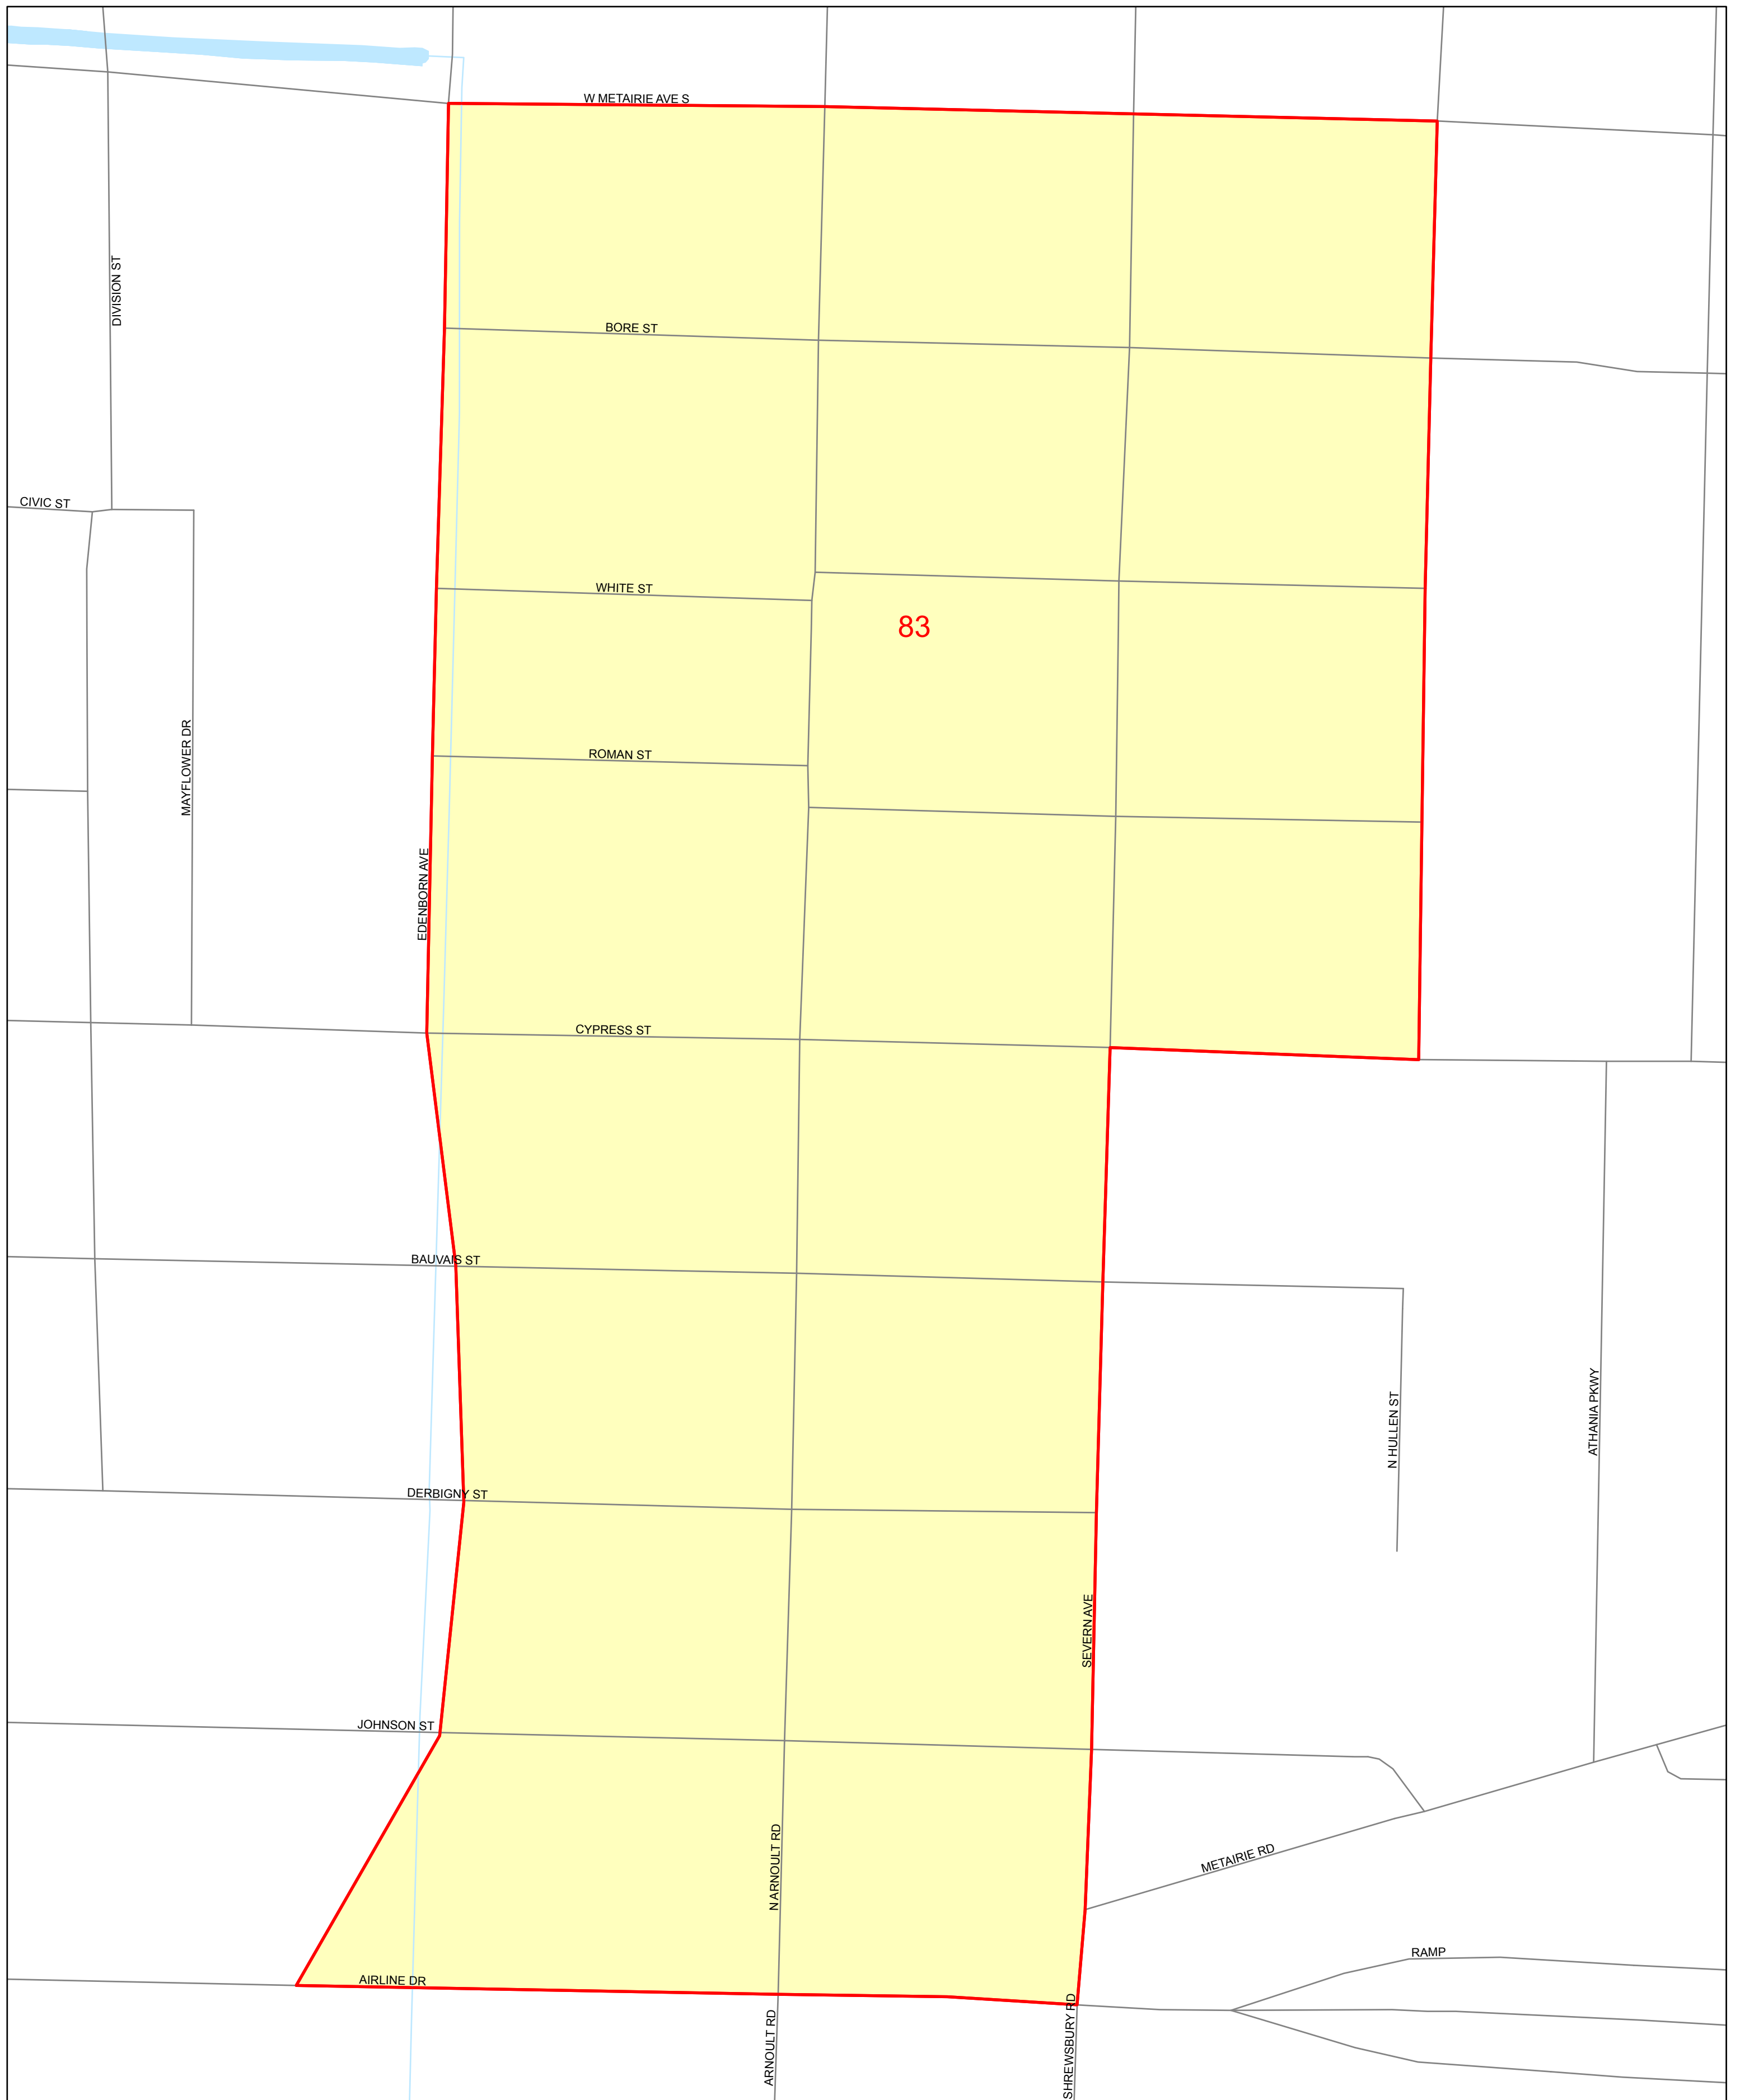 W METAIRIE AVE S
DIVISION ST
BORE ST
CIVIC ST
WHITE ST
83
MAYFLOWER DR
ROMAN ST
EDENBORN AVE
CYPRESS ST
BAUVAIS ST
N HULLEN ST
ATHANIA PKWY
DERBIGNY ST
SEVERN AVE
JOHNSON ST
N ARNOULT RD
METAIRIE RD
RAMP
AIRLINE DR
ARNOULT RD
SHREWSBURY RD